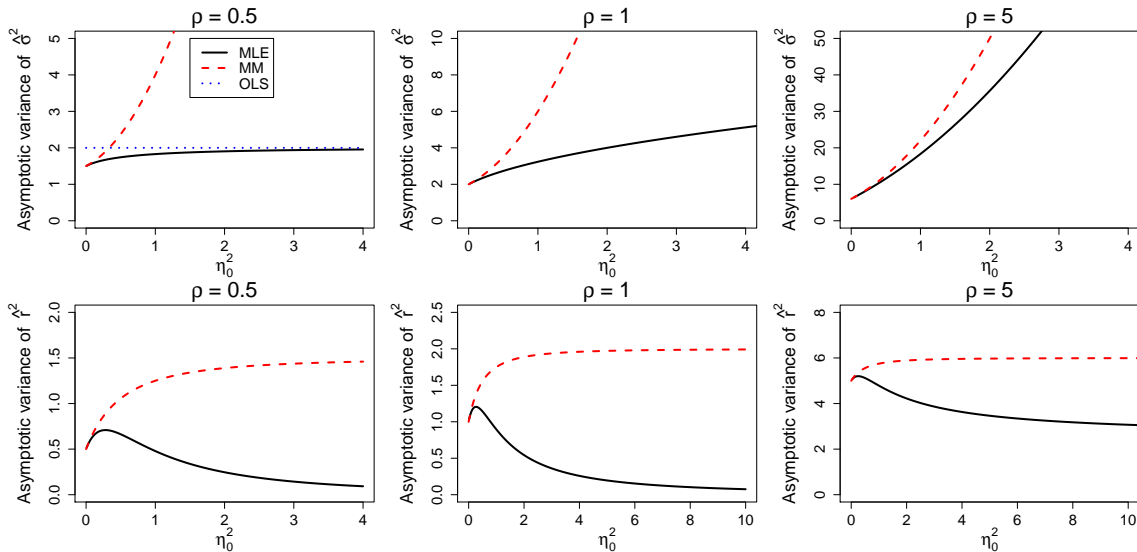 ρ = 0.5
Asymptotic variance of σ̂²
0 1 2 3 4 5
MLE
MM
OLS
0 1 2 3 4
η₀²
ρ = 1
Asymptotic variance of σ̂²
0 2 4 6 8 10
0 1 2 3 4
η₀²
ρ = 5
Asymptotic variance of σ̂²
0 10 20 30 40 50
0 1 2 3 4
η₀²
ρ = 0.5
Asymptotic variance of r̂²
0.0 0.5 1.0 1.5 2.0
0 1 2 3 4
η₀²
ρ = 1
Asymptotic variance of r̂²
0.0 0.5 1.0 1.5 2.0 2.5
0 2 4 6 8 10
η₀²
ρ = 5
Asymptotic variance of r̂²
0 2 4 6 8
0 2 4 6 8 10
η₀²